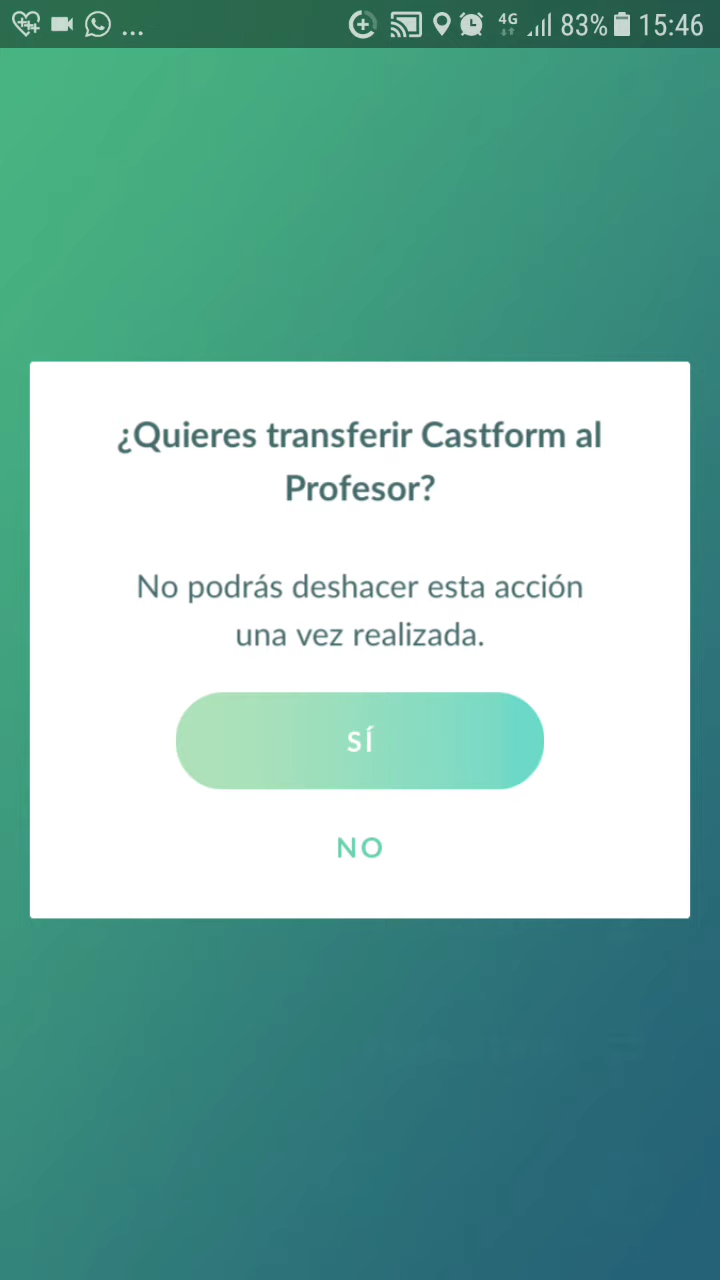 ... 4G 83% 15:46
¿Quieres transferir Castform al
Profesor?
No podrás deshacer esta acción
una vez realizada.
SÍ
NO